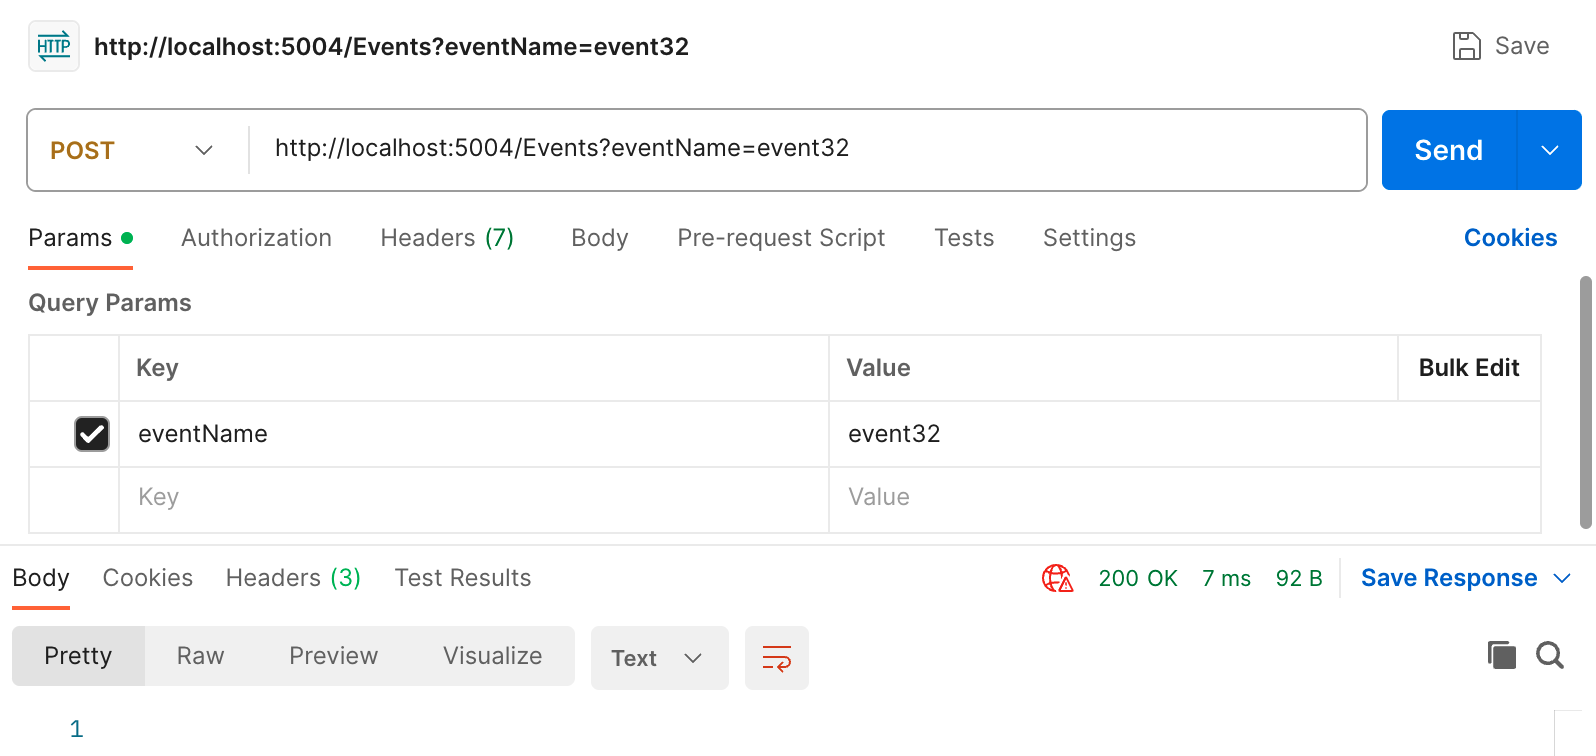 HTTP http://localhost:5004/Events?eventName=event32 Save
POST http://localhost:5004/Events?eventName=event32 Send
Params Authorization Headers (7) Body Pre-request Script Tests Settings Cookies
Query Params
Key Value Bulk Edit
eventName event32
Key Value
Body Cookies Headers (3) Test Results 200 OK 7 ms 92 B Save Response
Pretty Raw Preview Visualize Text
1